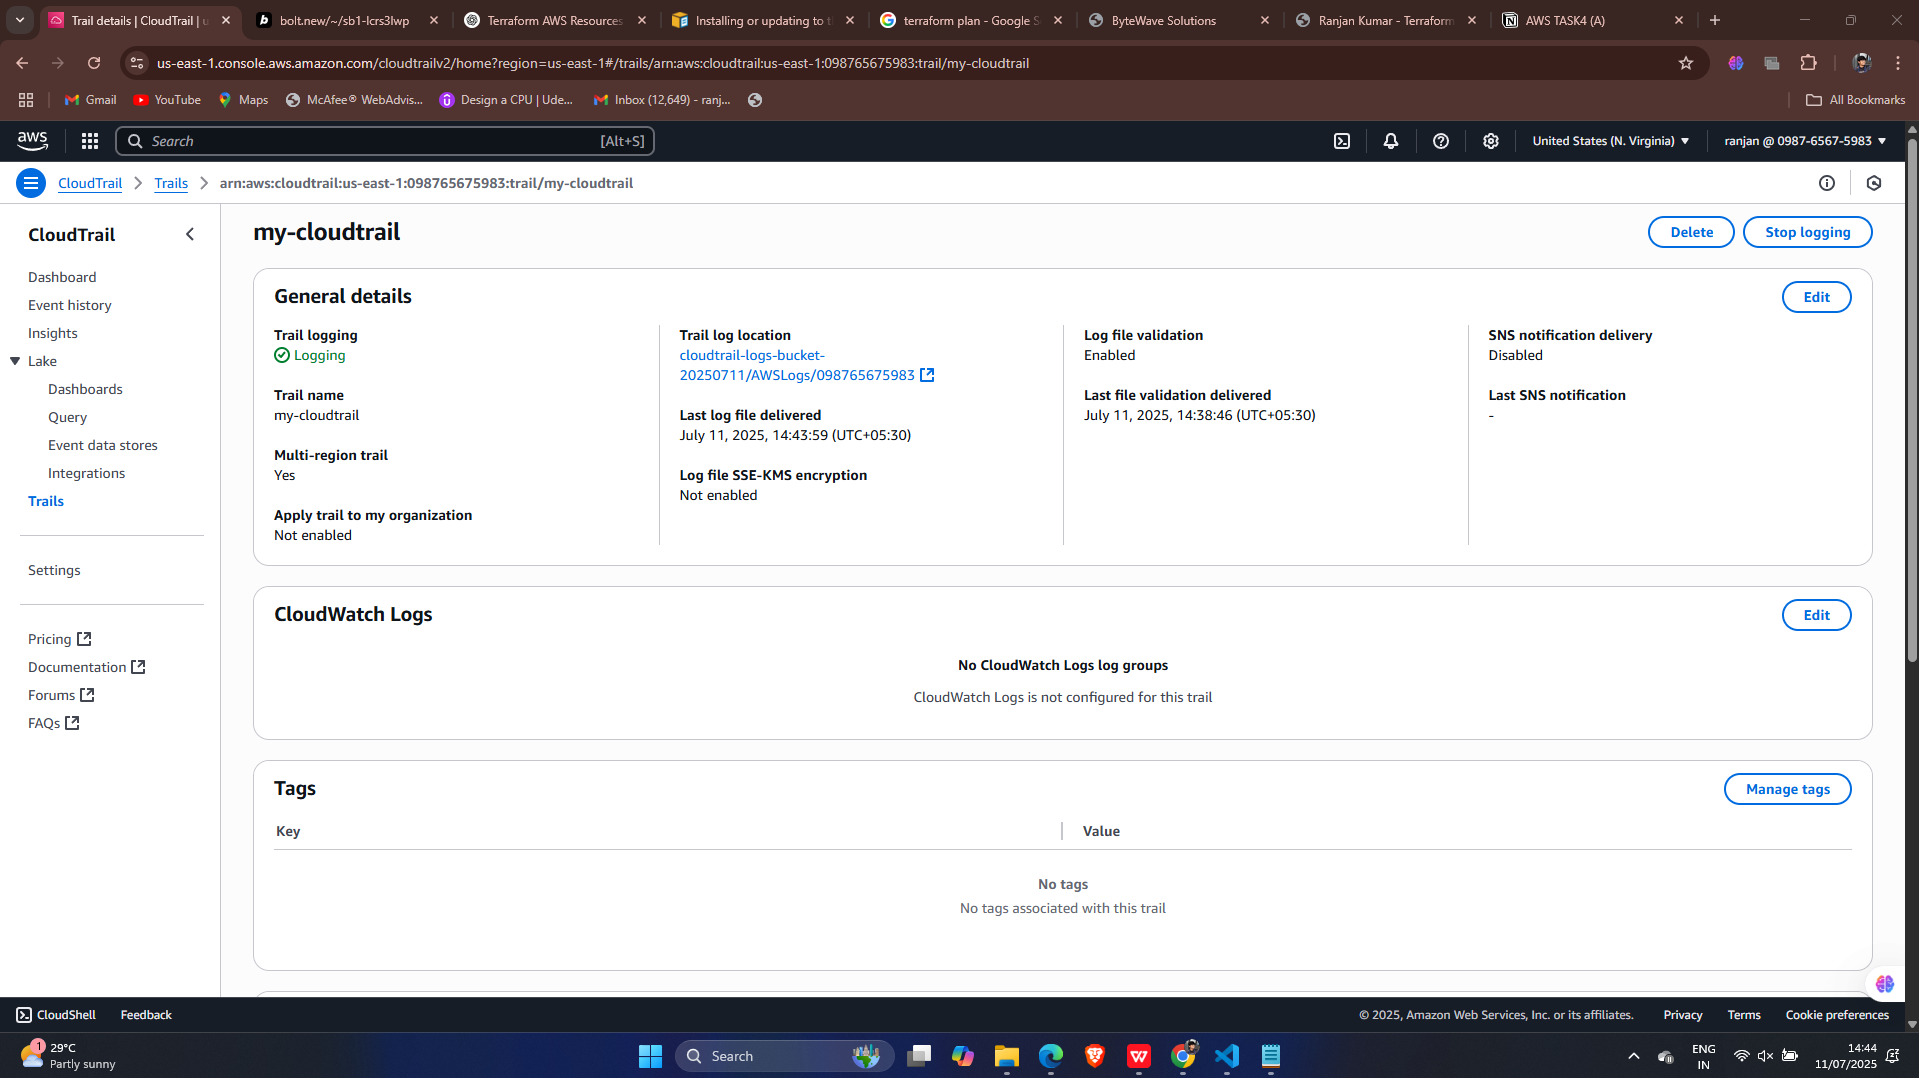 Trail details | CloudTrail | u
bolt.new/~/sb1-lcrs3lwp
Terraform AWS Resources
Installing or updating to th
terraform plan - Google S
ByteWave Solutions
Ranjan Kumar - Terraform
AWS TASK4 (A)
us-east-1.console.aws.amazon.com/cloudtrailv2/home?region=us-east-1#/trails/arn:aws:cloudtrail:us-east-1:098765675983:trail/my-cloudtrail
Gmail
YouTube
Maps
McAfee® WebAdvis...
Design a CPU | Ude...
Inbox (12,649) - ranj...
All Bookmarks
aws
Search
[Alt+S]
United States (N. Virginia)
ranjan @ 0987-6567-5983
CloudTrail
Trails
arn:aws:cloudtrail:us-east-1:098765675983:trail/my-cloudtrail
CloudTrail
Dashboard
Event history
Insights
Lake
Dashboards
Query
Event data stores
Integrations
Trails
Settings
Pricing
Documentation
Forums
FAQs
my-cloudtrail
Delete
Stop logging
General details
Edit
Trail logging
Logging
Trail name
my-cloudtrail
Multi-region trail
Yes
Apply trail to my organization
Not enabled
Trail log location
cloudtrail-logs-bucket-
20250711/AWSLogs/098765675983
Last log file delivered
July 11, 2025, 14:43:59 (UTC+05:30)
Log file SSE-KMS encryption
Not enabled
Log file validation
Enabled
Last file validation delivered
July 11, 2025, 14:38:46 (UTC+05:30)
SNS notification delivery
Disabled
Last SNS notification
-
CloudWatch Logs
Edit
No CloudWatch Logs log groups
CloudWatch Logs is not configured for this trail
Tags
Manage tags
Key
Value
No tags
No tags associated with this trail
CloudShell
Feedback
© 2025, Amazon Web Services, Inc. or its affiliates.
Privacy
Terms
Cookie preferences
1
29°C
Partly sunny
Search
ENG
IN
14:44
11/07/2025